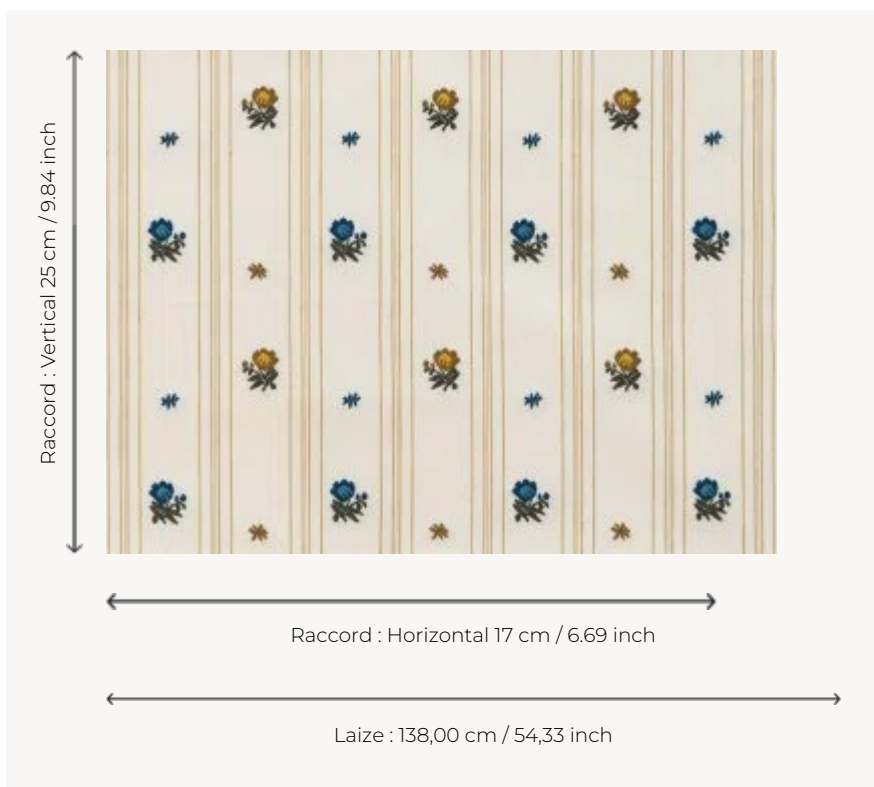 Raccord : Vertical 25 cm / 9.84 inch
Raccord : Horizontal 17 cm / 6.69 inch
Laize : 138,00 cm / 54,33 inch